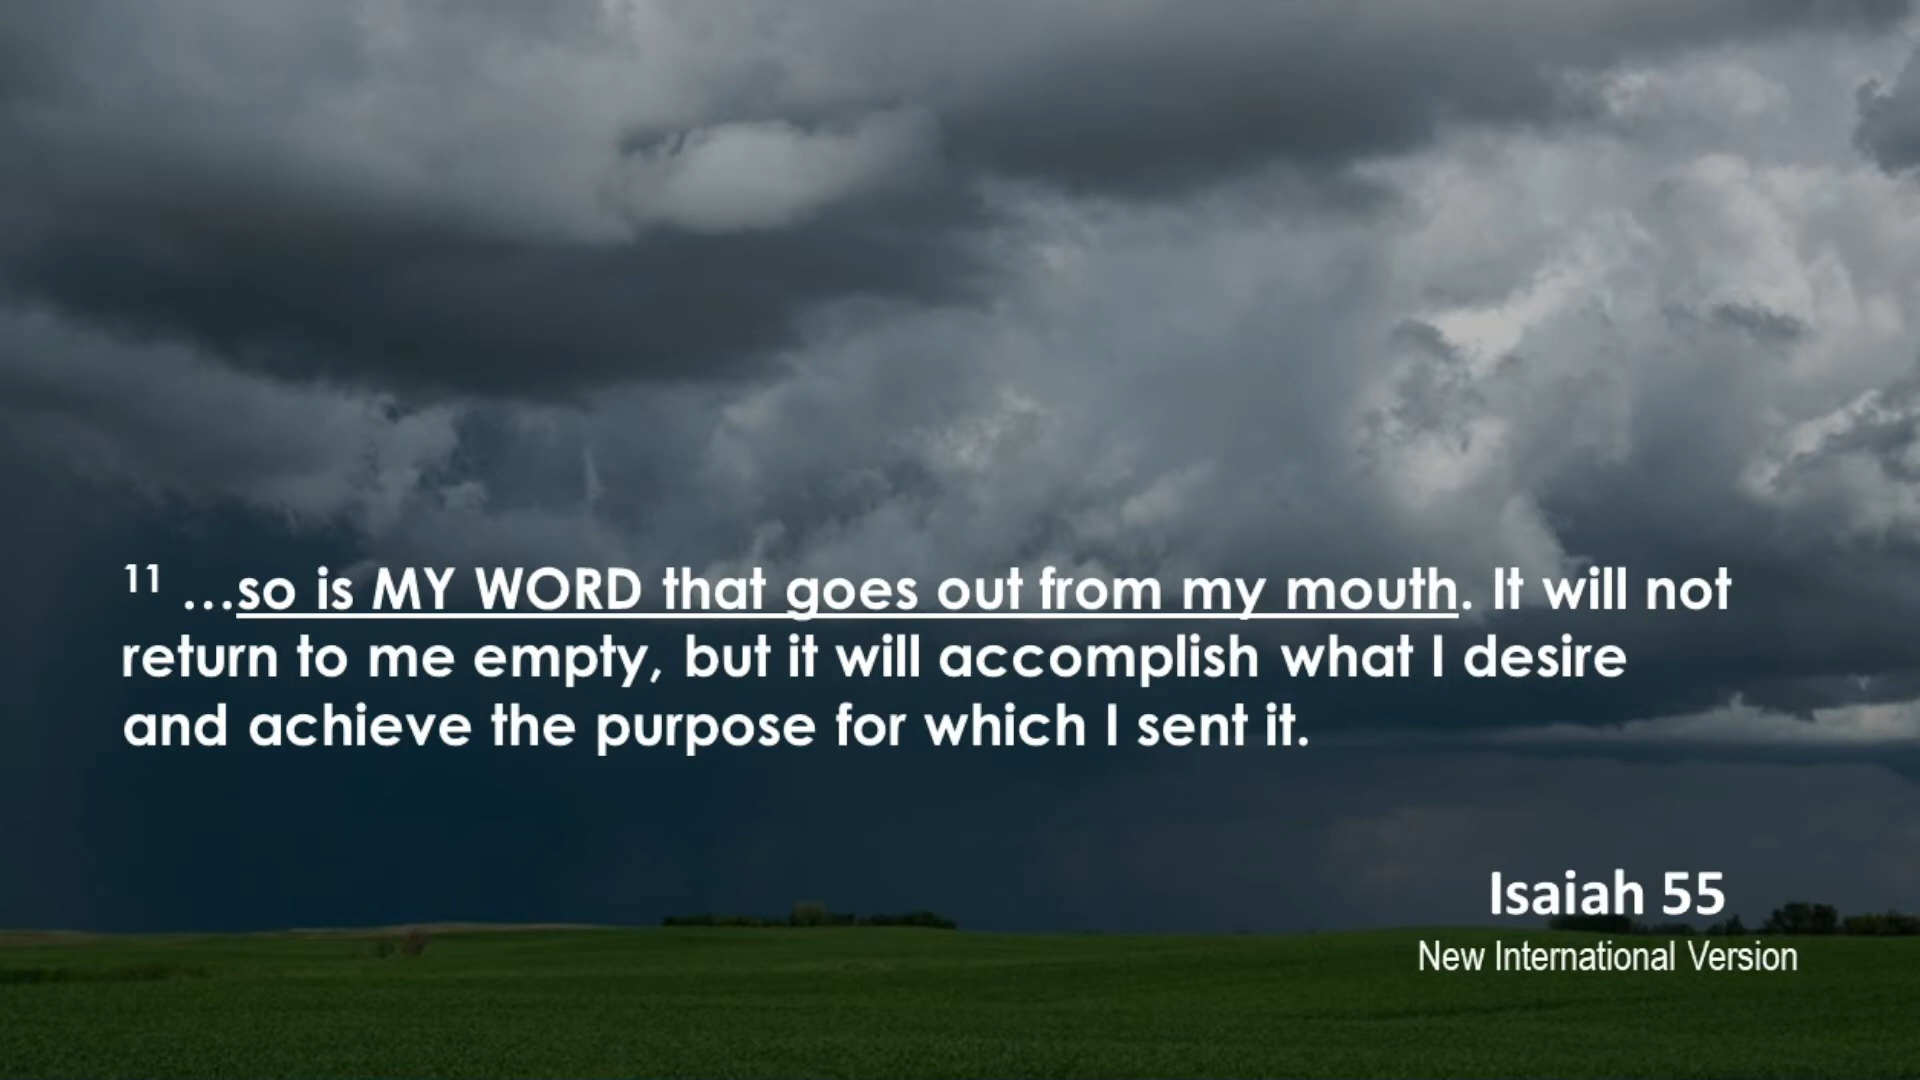 11 …so is MY WORD that goes out from my mouth. It will not
return to me empty, but it will accomplish what I desire
and achieve the purpose for which I sent it.
Isaiah 55
New International Version